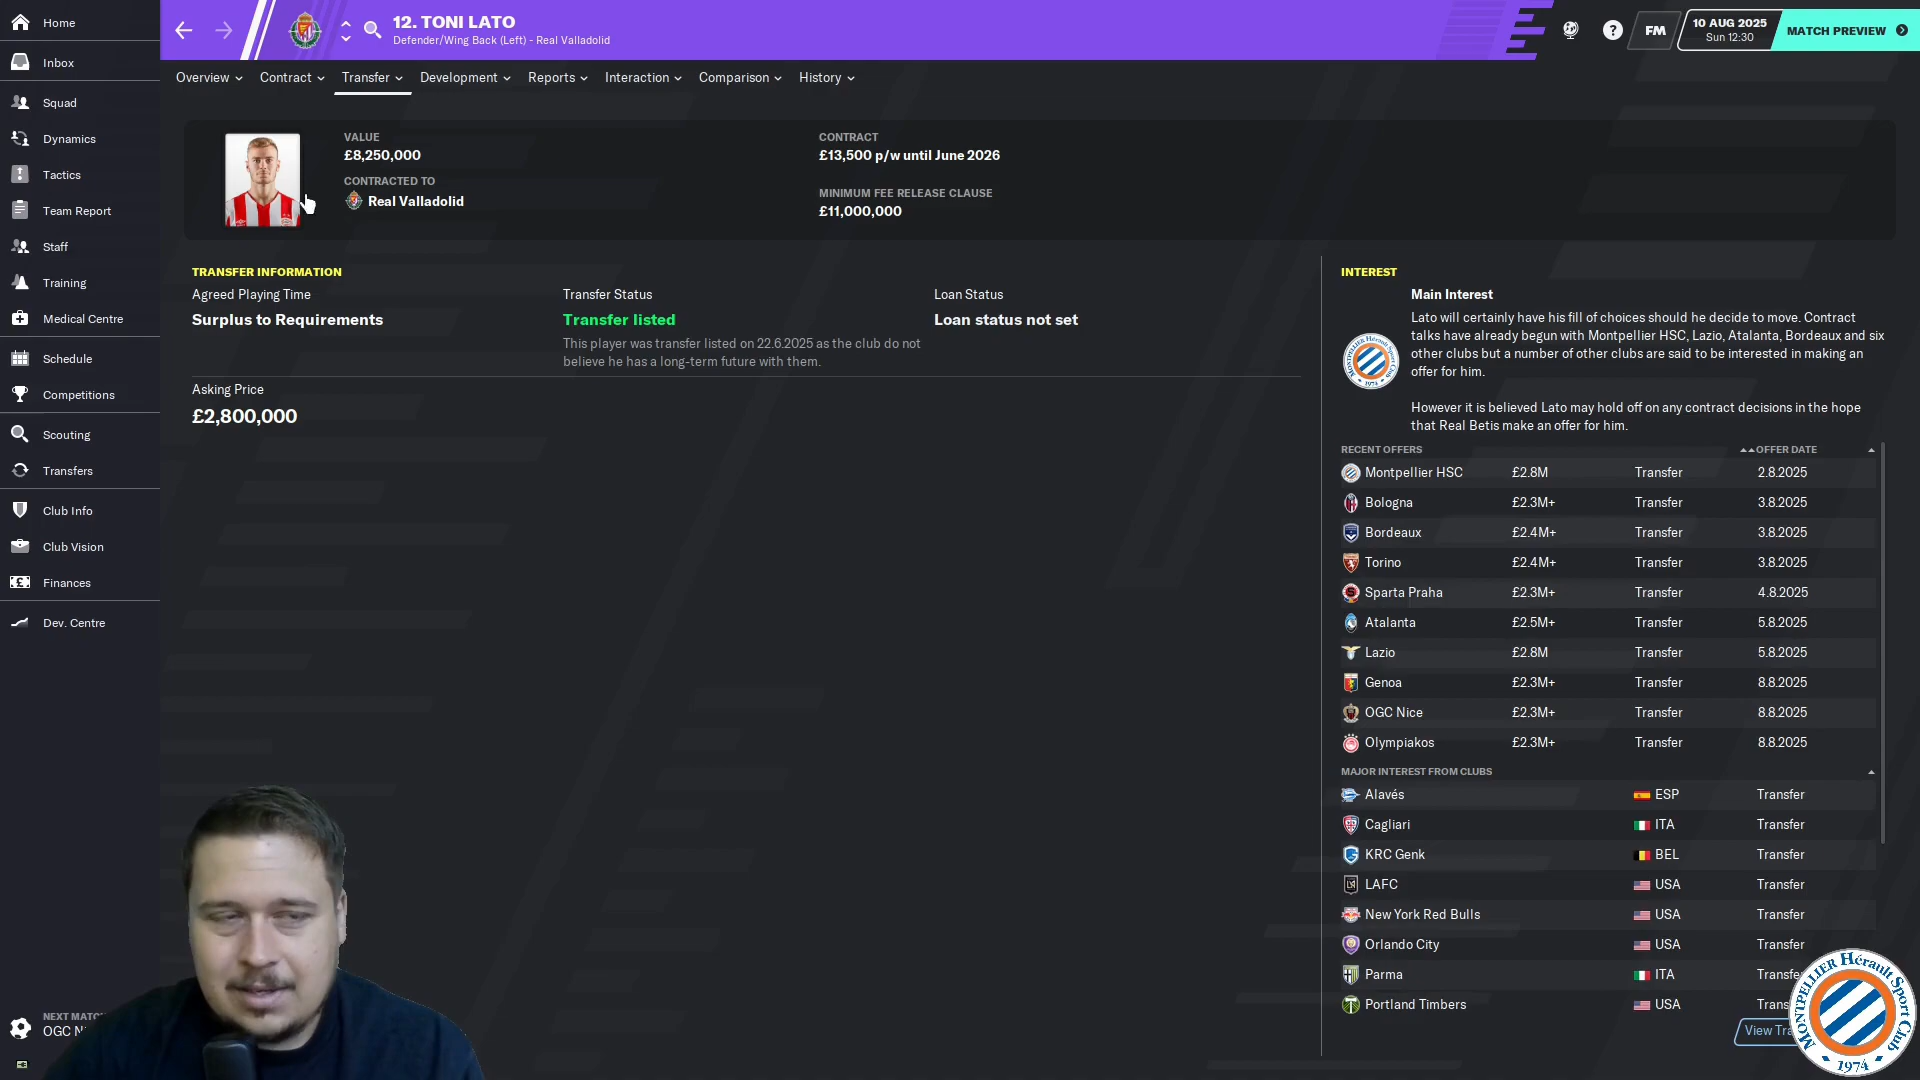 Home
Inbox
Squad
Dynamics
Tactics
Team Report
Staff
Training
Medical Centre
Schedule
Competitions
Scouting
Transfers
Club Info
Club Vision
Finances
Dev. Centre
NEXT MATC
OGC N
12. TONI LATO
Defender/Wing Back (Left) - Real Valladolid
FM
10 AUG 2025
Sun 12:30
MATCH PREVIEW
Overview Contract Transfer Development Reports Interaction Comparison History
VALUE
£8,250,000
CONTRACTED TO
Real Valladolid
CONTRACT
£13,500 p/w until June 2026
MINIMUM FEE RELEASE CLAUSE
£11,000,000
TRANSFER INFORMATION
Agreed Playing Time
Surplus to Requirements
Transfer Status
Transfer listed
This player was transfer listed on 22.6.2025 as the club do not
believe he has a long-term future with them.
Loan Status
Loan status not set
Asking Price
£2,800,000
INTEREST
Main Interest
Lato will certainly have his fill of choices should he decide to move. Contract
talks have already begun with Montpellier HSC, Lazio, Atalanta, Bordeaux and six
other clubs but a number of other clubs are said to be interested in making an
offer for him.
However it is believed Lato may hold off on any contract decisions in the hope
that Real Betis make an offer for him.
RECENT OFFERS OFFER DATE
Montpellier HSC £2.8M Transfer 2.8.2025
Bologna £2.3M+ Transfer 3.8.2025
Bordeaux £2.4M+ Transfer 3.8.2025
Torino £2.4M+ Transfer 3.8.2025
Sparta Praha £2.3M+ Transfer 4.8.2025
Atalanta £2.5M+ Transfer 5.8.2025
Lazio £2.8M Transfer 5.8.2025
Genoa £2.3M+ Transfer 8.8.2025
OGC Nice £2.3M+ Transfer 8.8.2025
Olympiakos £2.3M+ Transfer 8.8.2025
MAJOR INTEREST FROM CLUBS
Alavés ESP Transfer
Cagliari ITA Transfer
KRC Genk BEL Transfer
LAFC USA Transfer
New York Red Bulls USA Transfer
Orlando City USA Transfer
Parma ITA Transfe
Portland Timbers USA Trans
View Tra
MONTPELLIER Hérault Sport Club
1974